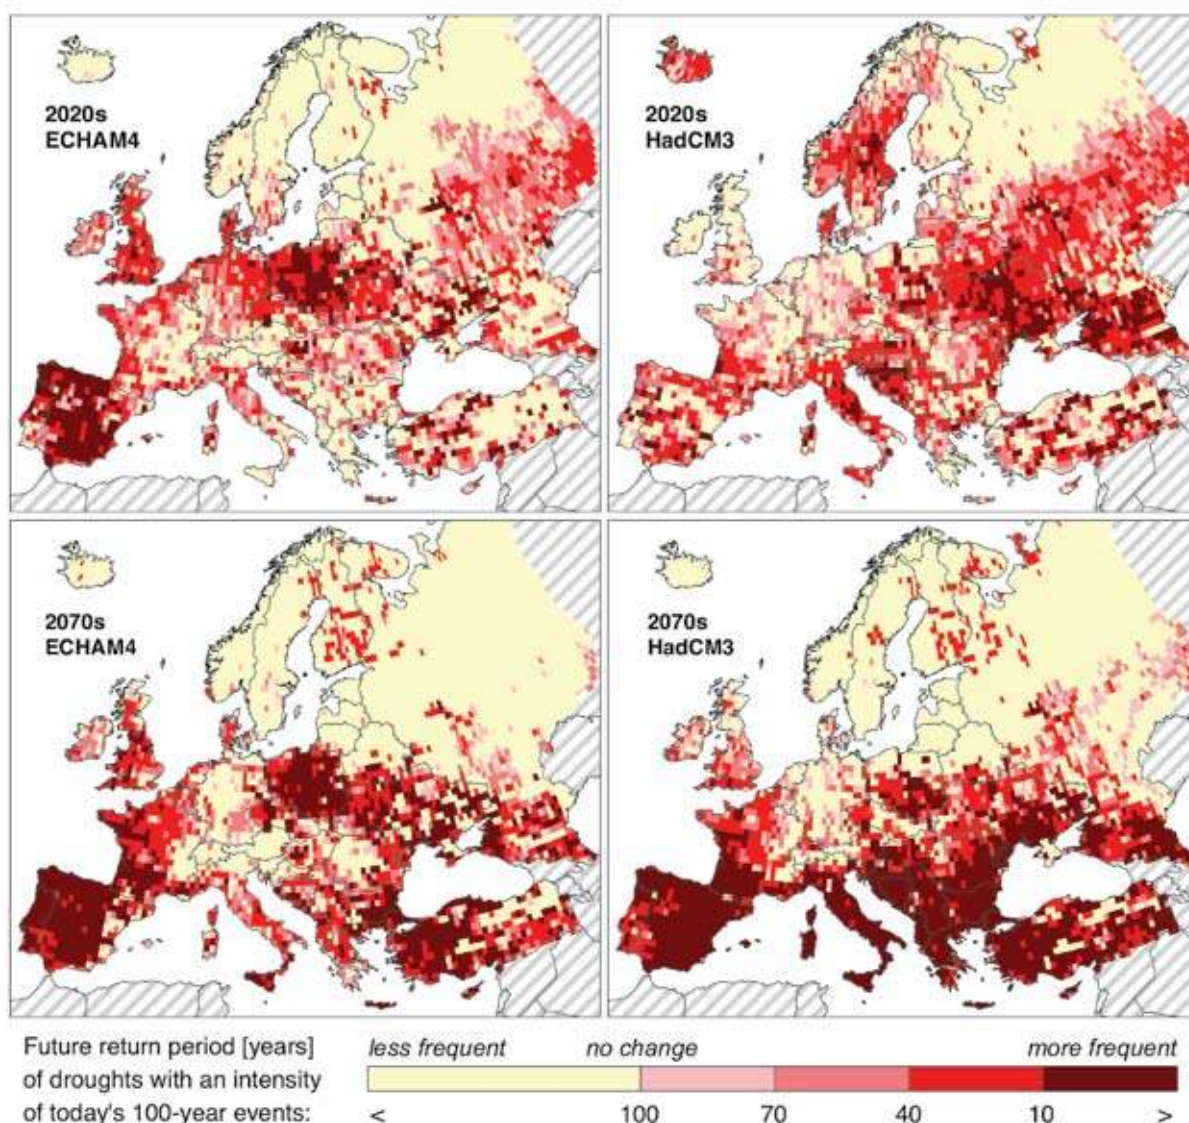 2020s
ECHAM4
2020s
HadCM3
2070s
ECHAM4
2070s
HadCM3
Future return period [years]
of droughts with an intensity
of today's 100-year events:
less frequent no change more frequent
< 100 70 40 10 >